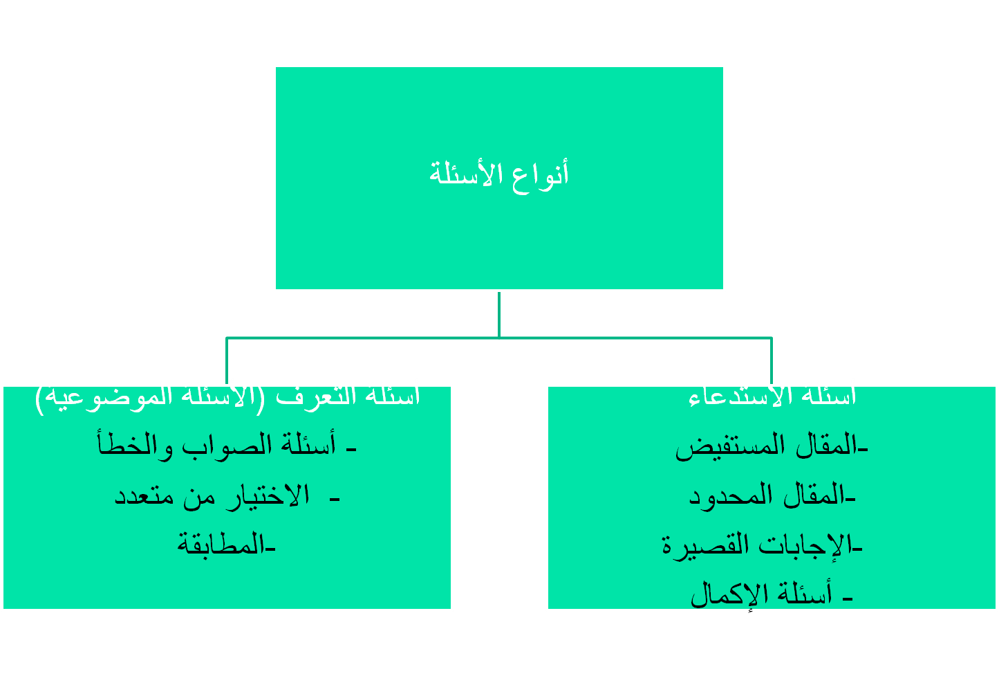 أنواع الأسئلة
أسئلة الاستدعاء
-المقال المستفيض
-المقال المحدود
-الإجابات القصيرة
- أسئلة الإكمال
أسئلة التعرف (الأسئلة الموضوعية)
- أسئلة الصواب والخطأ
- الاختيار من متعدد
-المطابقة